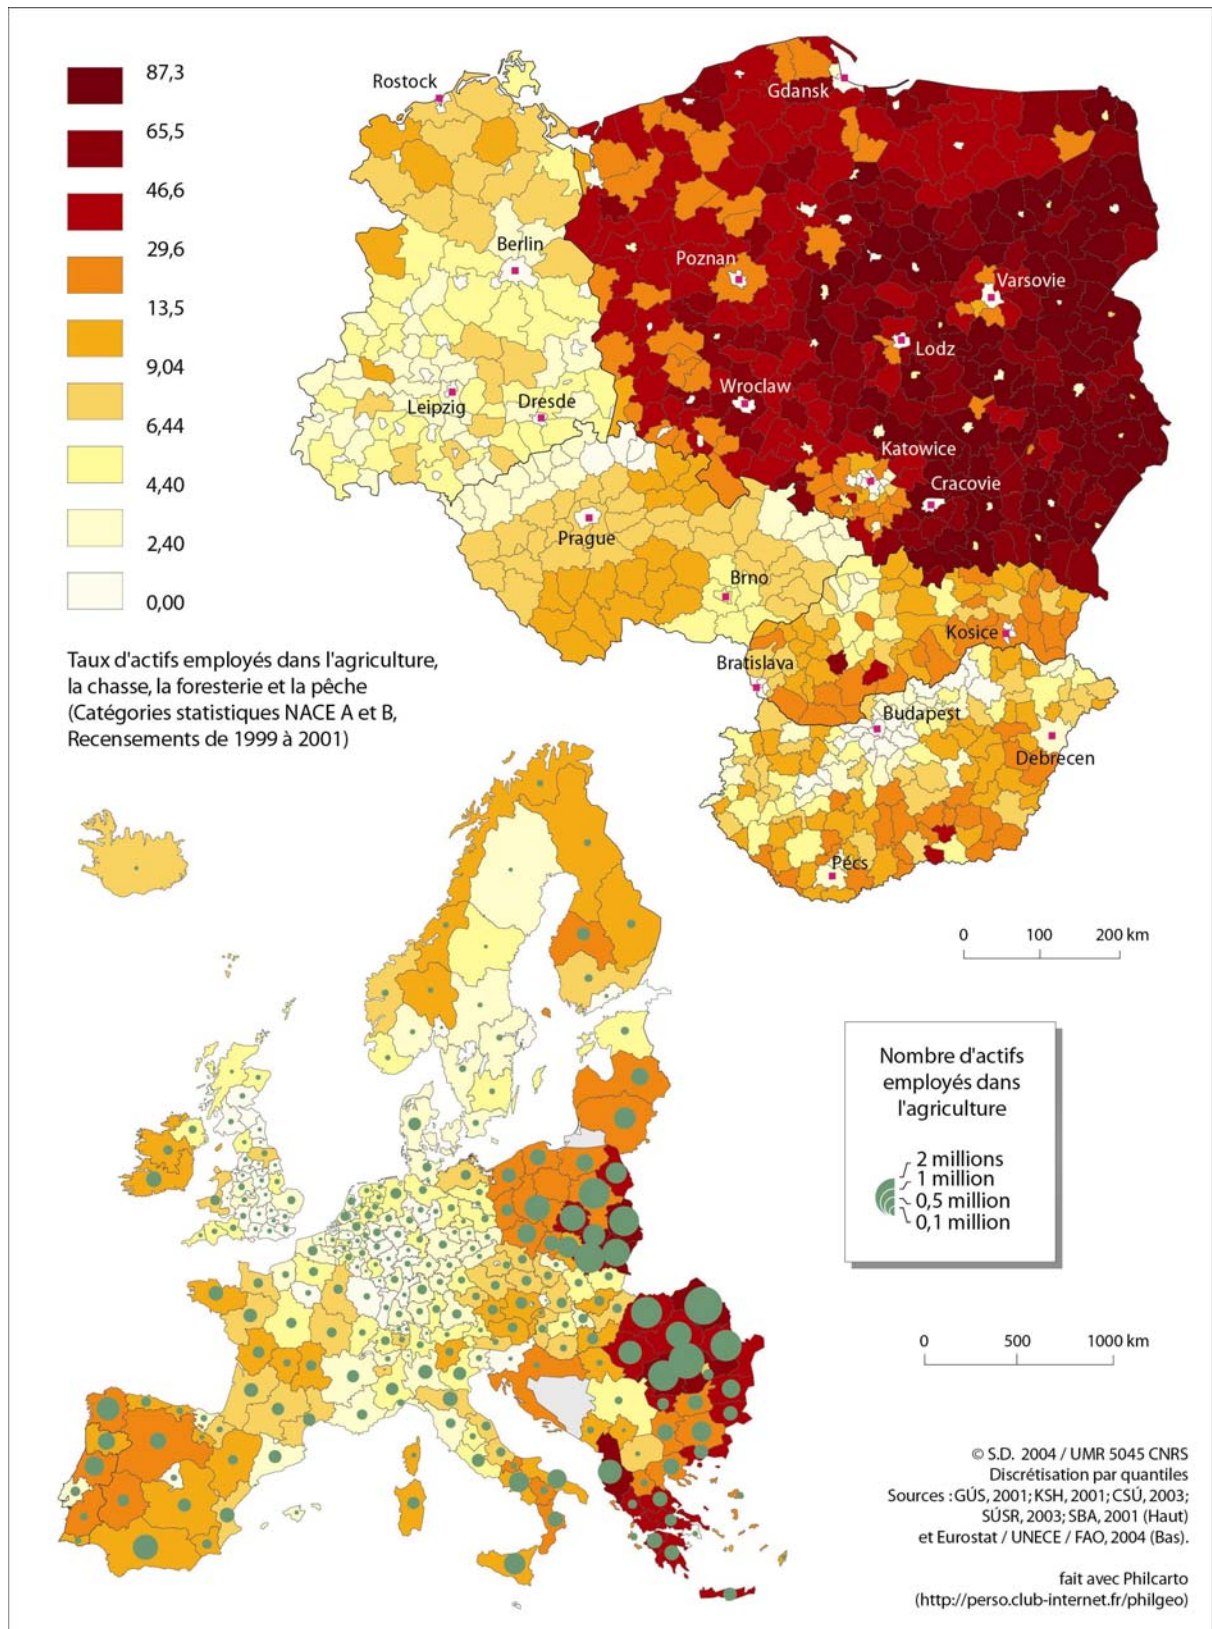 87,3
65,5
46,6
29,6
13,5
9,04
6,44
4,40
2,40
0,00
Taux d'actifs employés dans l'agriculture,
la chasse, la foresterie et la pêche
(Catégories statistiques NACE A et B,
Recensements de 1999 à 2001)
Rostock
Gdansk
Berlin
Poznan
Varsovie
Lodz
Leipzig
Dresde
Wroclaw
Katowice
Cracovie
Prague
Brno
Kosice
Bratislava
Budapest
Debrecen
Pécs
0 100 200 km
Nombre d'actifs
employés dans
l'agriculture
2 millions
1 million
0,5 million
0,1 million
0 500 1000 km
© S.D. 2004 / UMR 5045 CNRS
Discrétisation par quantiles
Sources : GÚS, 2001; KSH, 2001; CSÚ, 2003;
SÚSR, 2003; SBA, 2001 (Haut)
et Eurostat / UNECE / FAO, 2004 (Bas).
fait avec Philcarto
(http://perso.club-internet.fr/philgeo)